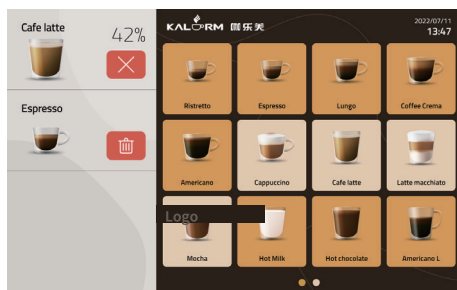 Cafe latte
42%
Espresso
KALERM 咖乐美
2022/07/11
13:47
Ristretto
Espresso
Lungo
Coffee Crema
Americano
Cappuccino
Cafe latte
Latte macchiato
Logo
Mocha
Hot Milk
Hot chocolate
Americano L